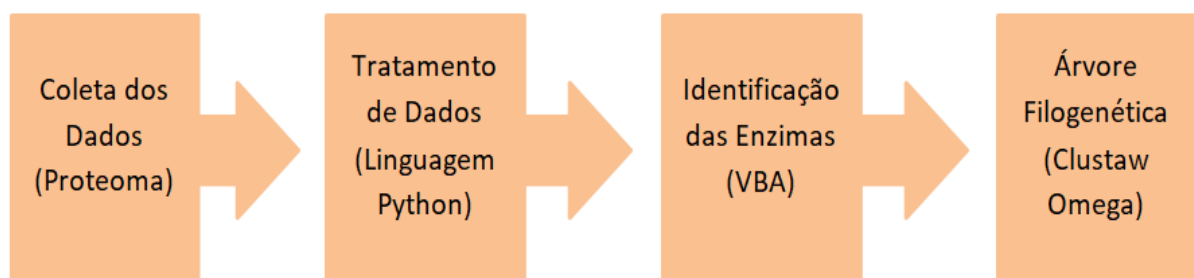 Coleta dos
Dados
(Proteoma)
Tratamento
de Dados
(Linguagem
Python)
Identificação
das Enzimas
(VBA)
Árvore
Filogenética
(Clustaw
Omega)